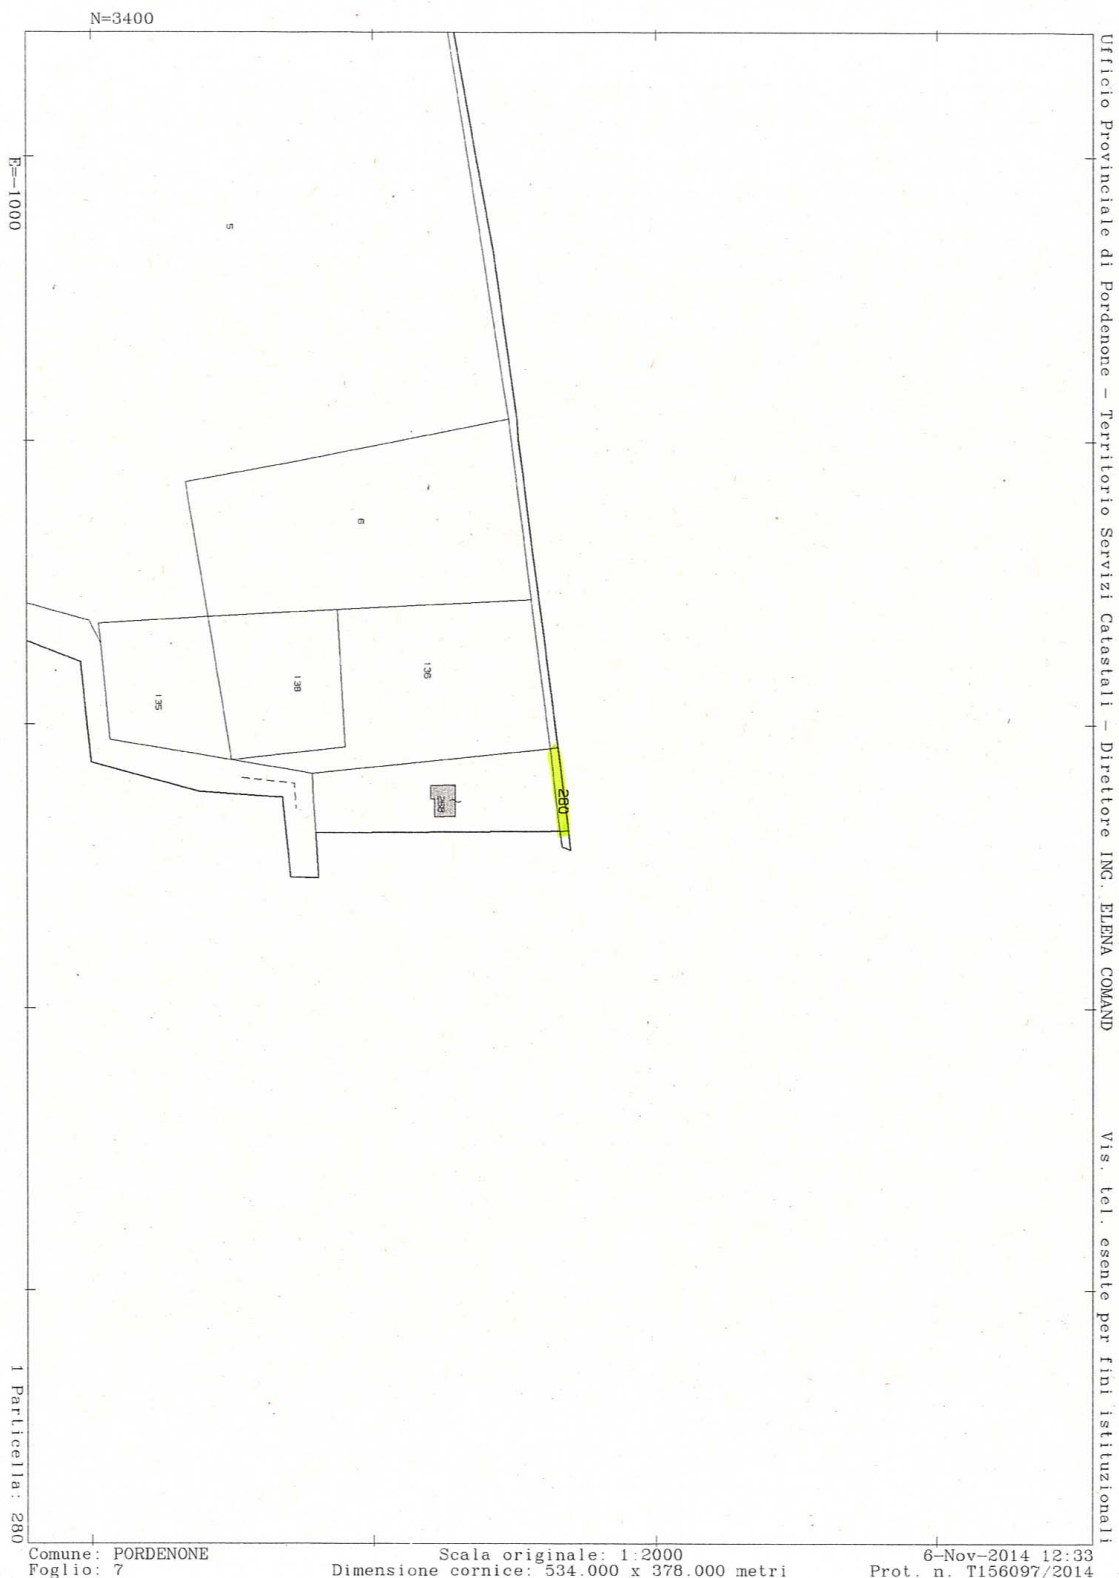 N=3400
E=-1000
Ufficio Provinciale di Pordenone - Territorio Servizi Catastali - Direttore ING. ELENA COMAND
Vis. tel. esente per fini istituzionali
5
6
136
138
135
268
280
1 Particella: 280
Comune: PORDENONE
Foglio: 7
Scala originale: 1:2000
Dimensione cornice: 534.000 x 378.000 metri
6-Nov-2014 12:33
Prot. n. T156097/2014